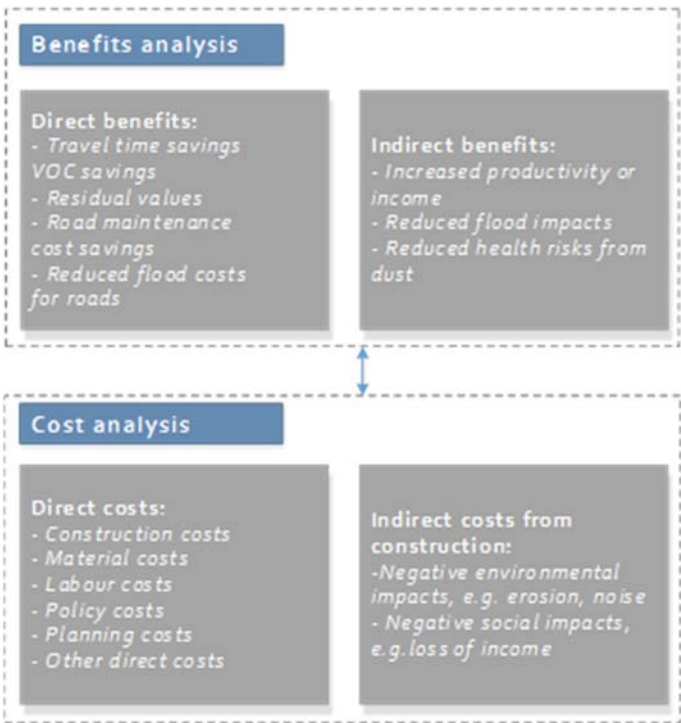 Benefits analysis
Direct benefits:
- Travel time savings
VOC savings
- Residual values
- Road maintenance
cost savings
- Reduced flood costs
for roads
Indirect benefits:
- Increased productivity or
income
- Reduced flood impacts
- Reduced health risks from
dust
Cost analysis
Direct costs:
- Construction costs
- Material costs
- Labour costs
- Policy costs
- Planning costs
- Other direct costs
Indirect costs from
construction:
-Negative environmental
impacts, e.g. erosion, noise
- Negative social impacts,
e.g.loss of income